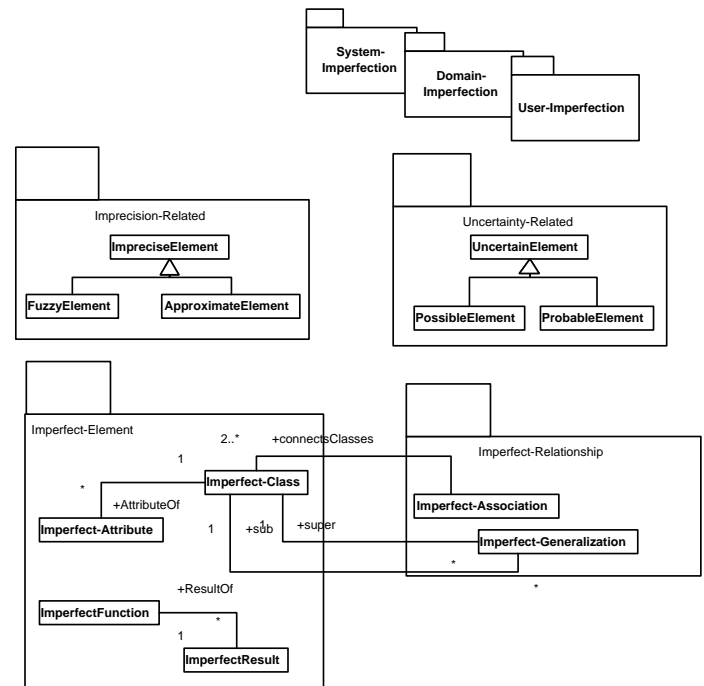 System-
Imperfection
Domain-
Imperfection
User-Imperfection
Imprecision-Related
ImpreciseElement
FuzzyElement
ApproximateElement
Uncertainty-Related
UncertainElement
PossibleElement
ProbableElement
Imperfect-Element
2..*
+connectsClasses
1
Imperfect-Class
*
+AttributeOf
Imperfect-Attribute
1
+sub
1
+super
Imperfect-Relationship
Imperfect-Association
Imperfect-Generalization
*
*
+ResultOf
ImperfectFunction
*
1
ImperfectResult